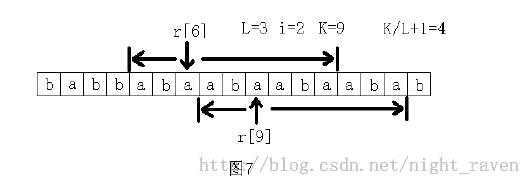 r[6] L=3 i=2 K=9 K/L+1=4
b a b b a b a a b a a b a a b a b
r[9]
http://blog.csdn.net/night_raven
图7